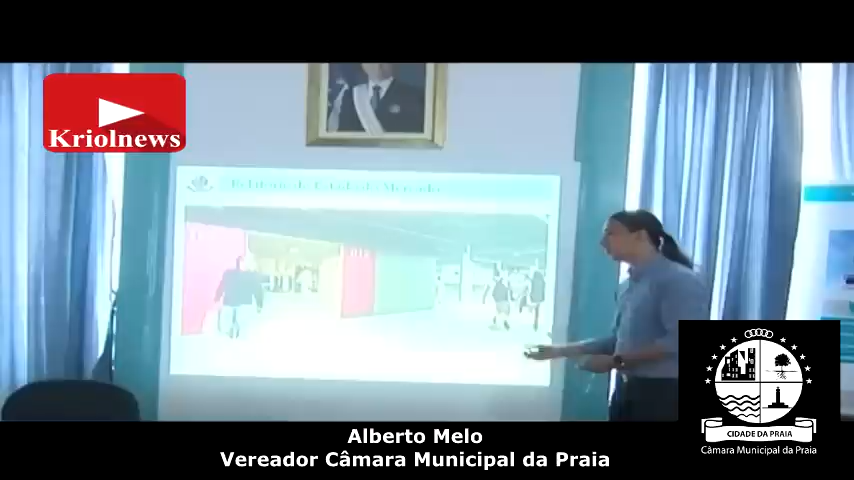 Kriolnews
CIDADE DA PRAIA
Câmara Municipal da Praia
Alberto Melo
Vereador Câmara Municipal da Praia